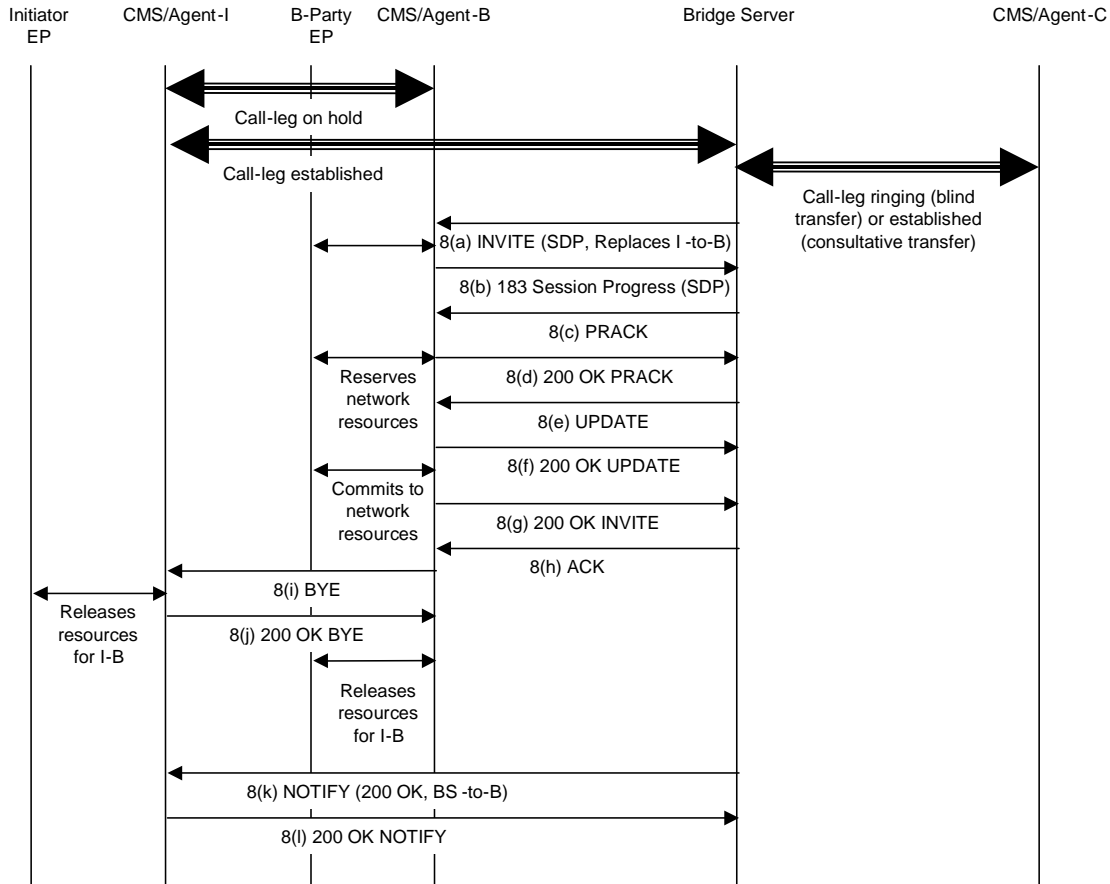 Initiator
EP
CMS/Agent-I
B-Party
EP
CMS/Agent-B
Bridge Server
CMS/Agent-C
Call-leg on hold
Call-leg established
Call-leg ringing (blind
transfer) or established
(consultative transfer)
8(a) INVITE (SDP, Replaces I -to-B)
8(b) 183 Session Progress (SDP)
8(c) PRACK
Reserves
network
resources
8(d) 200 OK PRACK
8(e) UPDATE
8(f) 200 OK UPDATE
Commits to
network
resources
8(g) 200 OK INVITE
8(h) ACK
8(i) BYE
Releases
resources
for I-B
8(j) 200 OK BYE
Releases
resources
for I-B
8(k) NOTIFY (200 OK, BS -to-B)
8(l) 200 OK NOTIFY